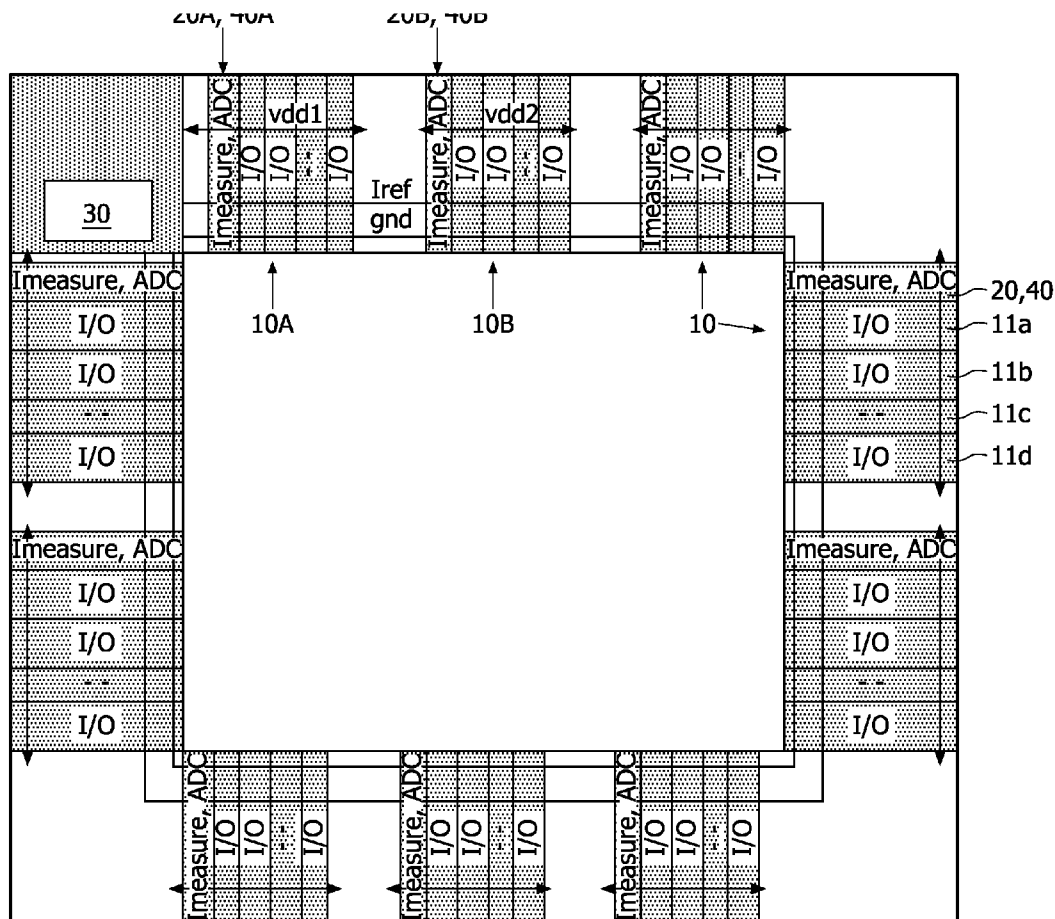 20A, 40A
20B, 40B
Imeasure, ADC
I/O
I/O
- -
I/O
vdd1
Imeasure, ADC
I/O
I/O
- -
I/O
vdd2
Imeasure, ADC
I/O
I/O
- -
I/O
30
Iref
gnd
10A
10B
10
Imeasure, ADC
I/O
I/O
- -
I/O
Imeasure, ADC
I/O
I/O
- -
I/O
20,40
11a
11b
11c
11d
Imeasure, ADC
I/O
I/O
- -
I/O
Imeasure, ADC
I/O
I/O
- -
I/O
Imeasure, ADC
I/O
I/O
- -
I/O
Imeasure, ADC
I/O
I/O
- -
I/O
Imeasure, ADC
I/O
I/O
- -
I/O